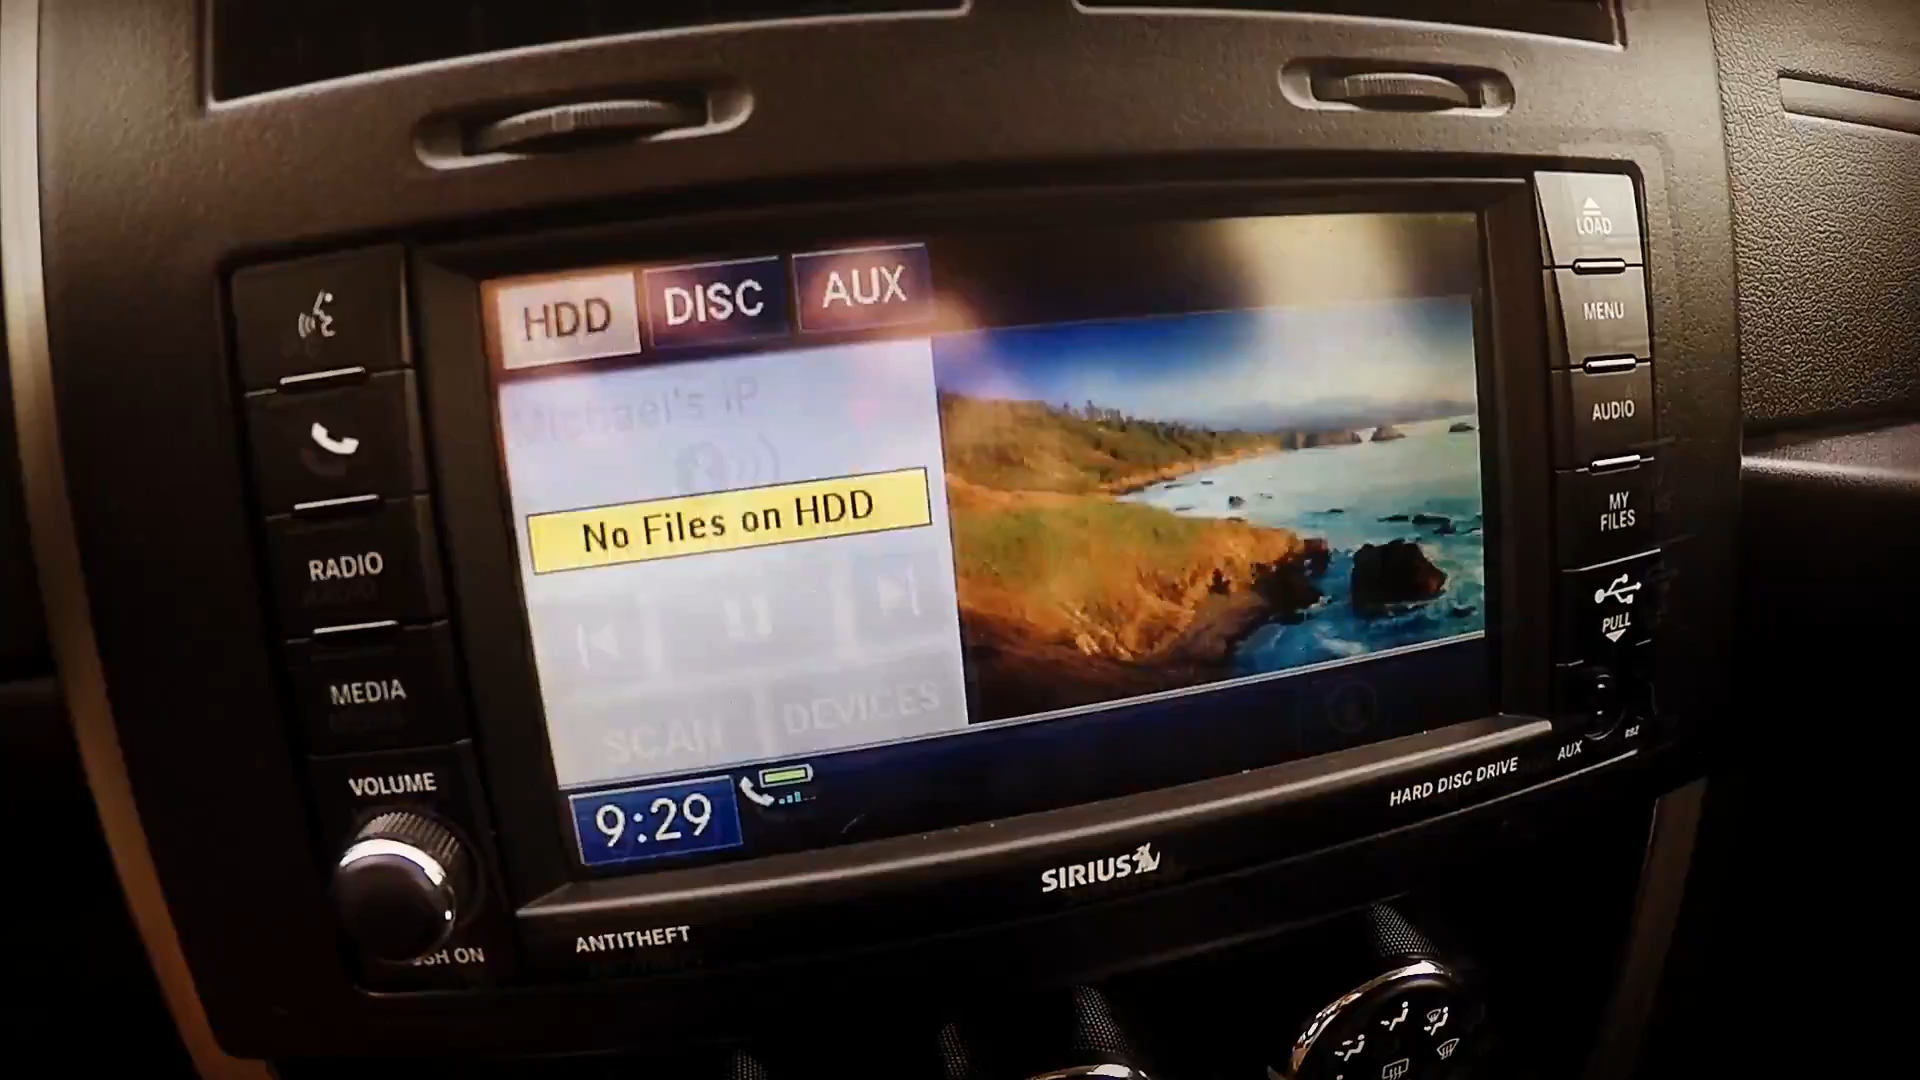 HDD DISC AUX
Michael's iP
No Files on HDD
SCAN DEVICES
9:29
RADIO
MEDIA
VOLUME
ON
ANTITHEFT
SIRIUS
HARD DISC DRIVE
LOAD
MENU
AUDIO
MY
FILES
PULL
AUX